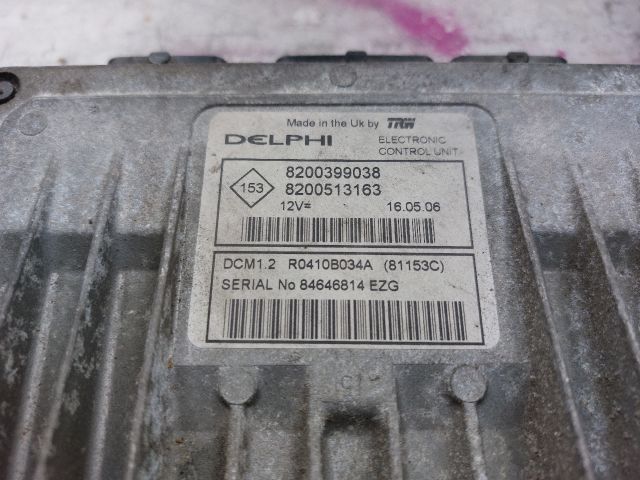 Made in the Uk by TRW
DELPHI ELECTRONIC CONTROL UNIT
153
8200399038
8200513163
12V⎓ 16.05.06
DCM1.2 R0410B034A (81153C)
SERIAL No 84646814 EZG